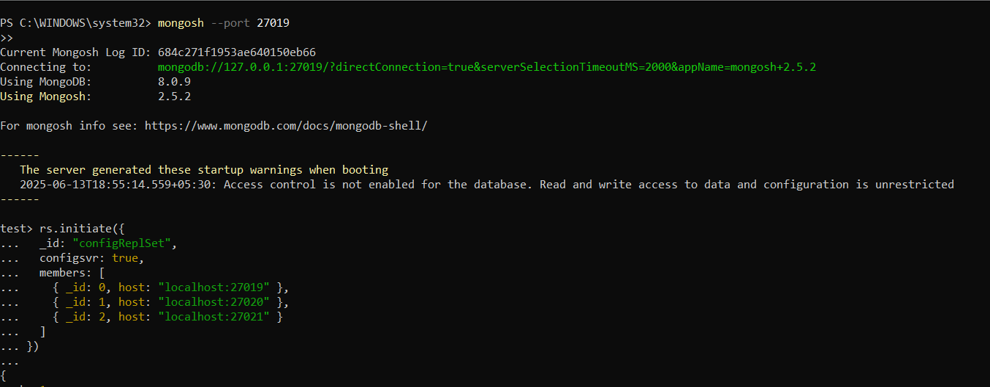 PS C:\WINDOWS\system32> mongosh --port 27019
>>
Current Mongosh Log ID: 684c271f1953ae640150eb66
Connecting to:          mongodb://127.0.0.1:27019/?directConnection=true&serverSelectionTimeoutMS=2000&appName=mongosh+2.5.2
Using MongoDB:          8.0.9
Using Mongosh:          2.5.2
For mongosh info see: https://www.mongodb.com/docs/mongodb-shell/
------
   The server generated these startup warnings when booting
   2025-06-13T18:55:14.559+05:30: Access control is not enabled for the database. Read and write access to data and configuration is unrestricted
------
test> rs.initiate({
...   _id: "configReplSet",
...   configsvr: true,
...   members: [
...     { _id: 0, host: "localhost:27019" },
...     { _id: 1, host: "localhost:27020" },
...     { _id: 2, host: "localhost:27021" }
...   ]
... })
...
{